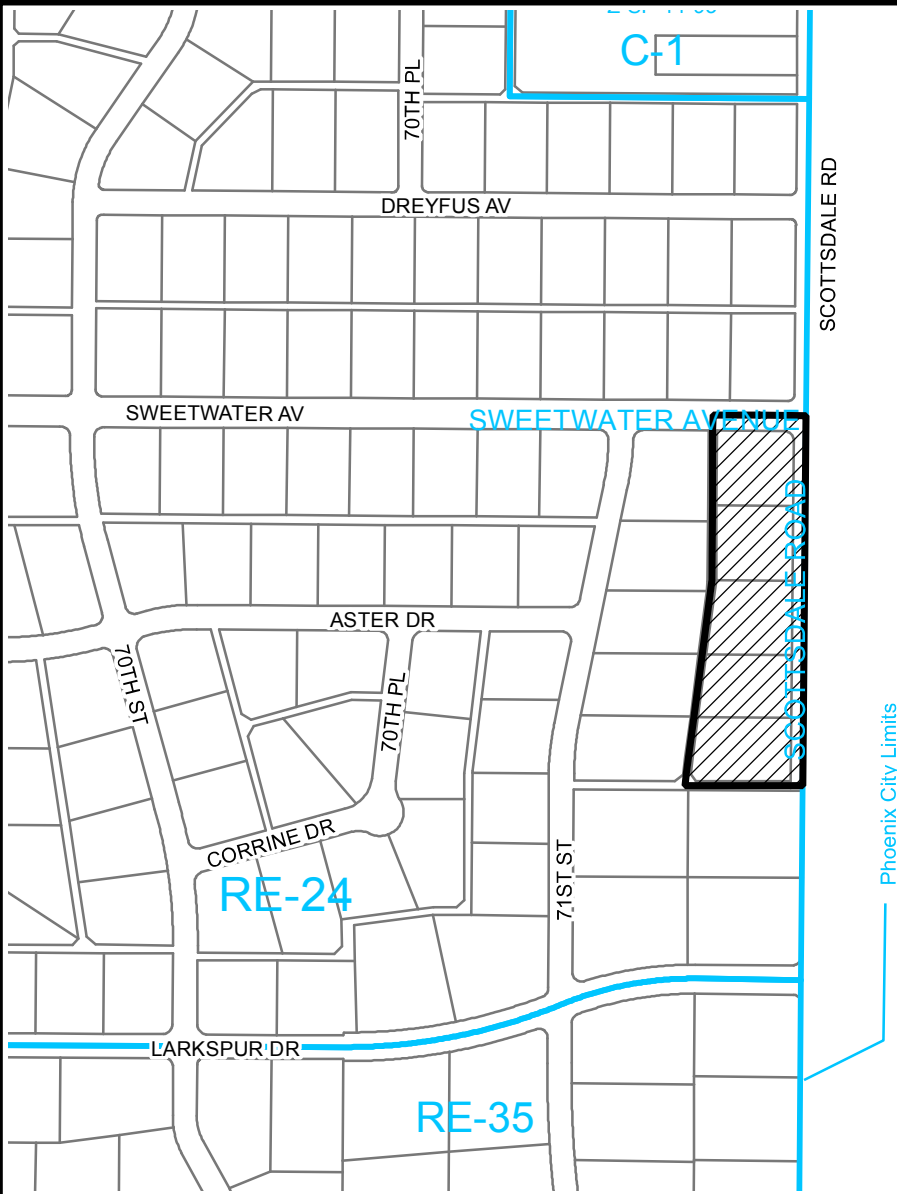 C-1
70TH PL
DREYFUS AV
SCOTTSDALE RD
SWEETWATER AV
SWEETWATER AVENUE
SCOTTSDALE ROAD
ASTER DR
70TH ST
70TH PL
Phoenix City Limits
CORRINE DR
RE-24
71ST ST
LARKSPUR DR
RE-35